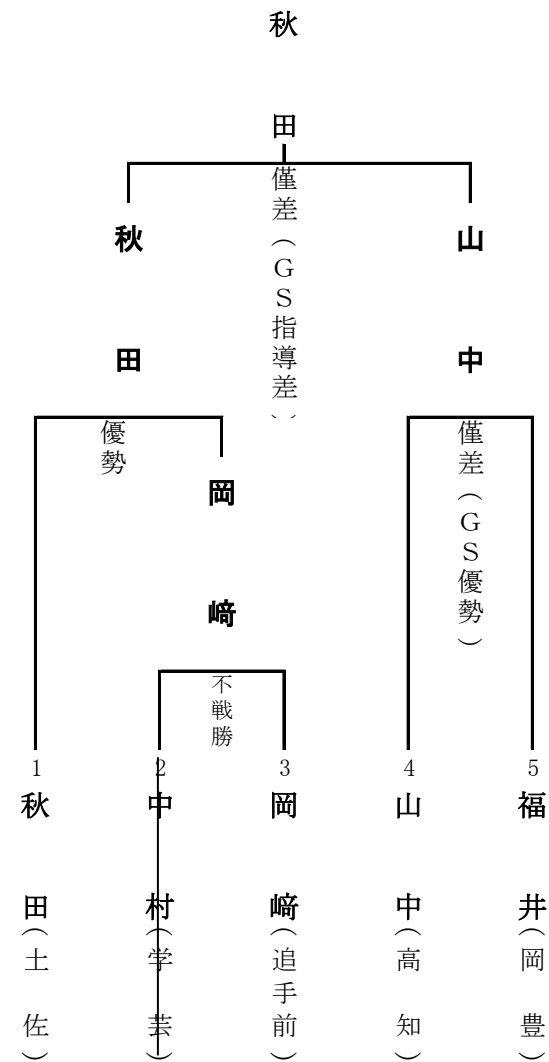 秋田
僅差（GS指導差）
秋田
山中
優勢
僅差（GS優勢）
岡﨑
不戦勝
1
2
3
4
5
秋田（土佐）
中村（学芸）
岡﨑（追手前）
山中（高知）
福井（岡豊）